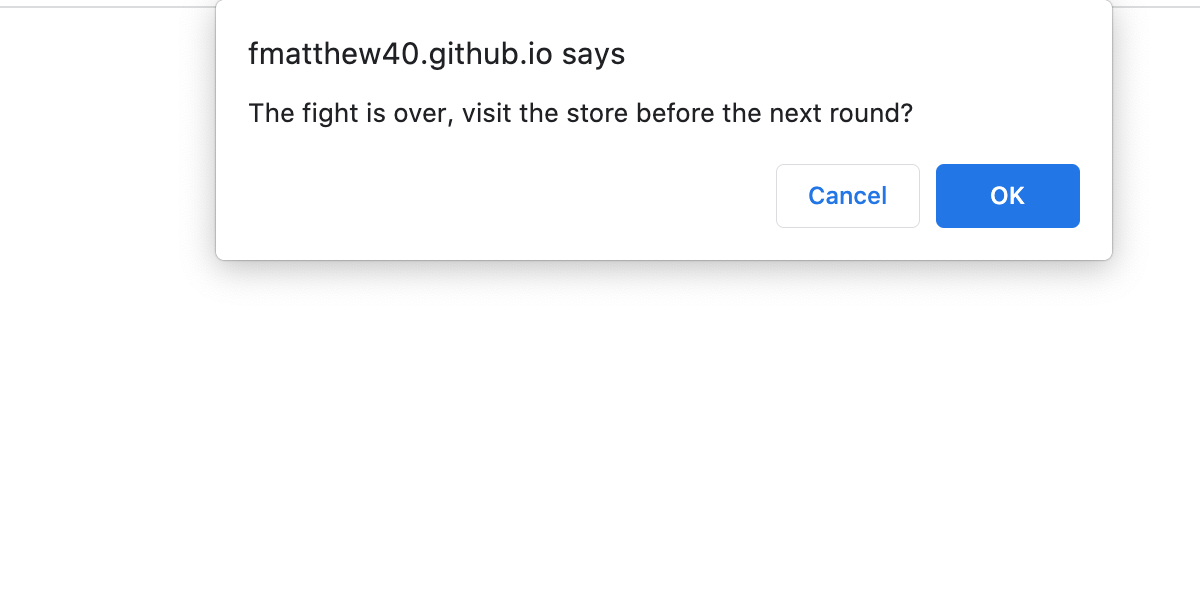 fmatthew40.github.io says
The fight is over, visit the store before the next round?
Cancel
OK